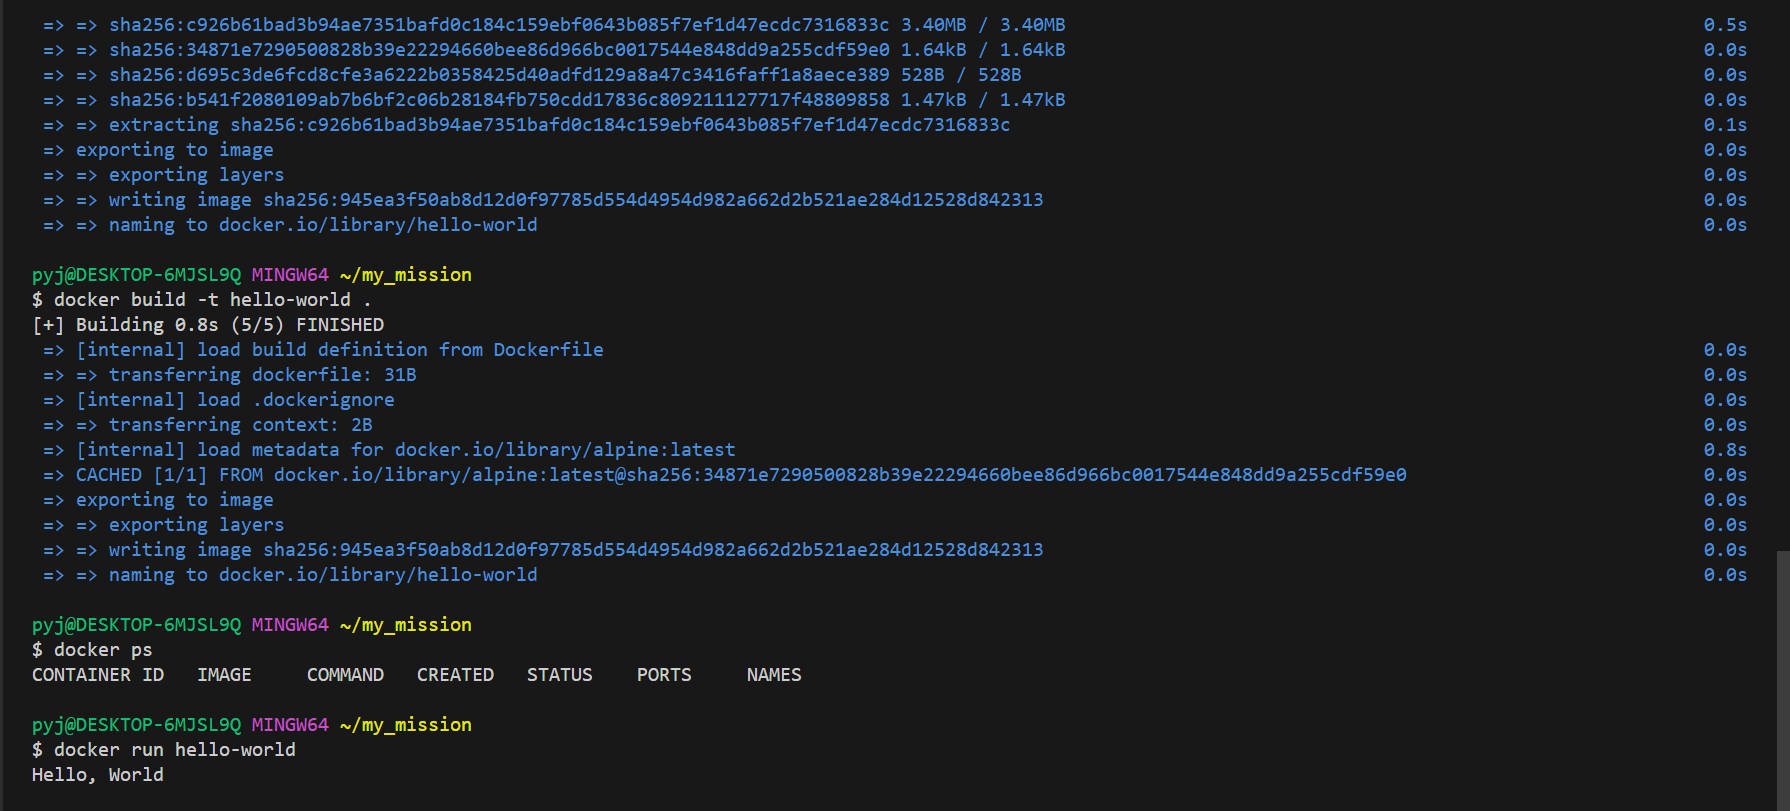 => => sha256:c926b61bad3b94ae7351bafd0c184c159ebf0643b085f7ef1d47ecdc7316833c 3.40MB / 3.40MB 0.5s
=> => sha256:34871e7290500828b39e22294660bee86d966bc0017544e848dd9a255cdf59e0 1.64kB / 1.64kB 0.0s
=> => sha256:d695c3de6fcd8cfe3a6222b0358425d40adfd129a8a47c3416faff1a8aece389 528B / 528B 0.0s
=> => sha256:b541f2080109ab7b6bf2c06b28184fb750cdd17836c809211127717f48809858 1.47kB / 1.47kB 0.0s
=> => extracting sha256:c926b61bad3b94ae7351bafd0c184c159ebf0643b085f7ef1d47ecdc7316833c 0.1s
=> exporting to image 0.0s
=> => exporting layers 0.0s
=> => writing image sha256:945ea3f50ab8d12d0f97785d554d4954d982a662d2b521ae284d12528d842313 0.0s
=> => naming to docker.io/library/hello-world 0.0s
pyj@DESKTOP-6MJSL9Q MINGW64 ~/my_mission
$ docker build -t hello-world .
[+] Building 0.8s (5/5) FINISHED
=> [internal] load build definition from Dockerfile 0.0s
=> => transferring dockerfile: 31B 0.0s
=> [internal] load .dockerignore 0.0s
=> => transferring context: 2B 0.0s
=> [internal] load metadata for docker.io/library/alpine:latest 0.8s
=> CACHED [1/1] FROM docker.io/library/alpine:latest@sha256:34871e7290500828b39e22294660bee86d966bc0017544e848dd9a255cdf59e0 0.0s
=> exporting to image 0.0s
=> => exporting layers 0.0s
=> => writing image sha256:945ea3f50ab8d12d0f97785d554d4954d982a662d2b521ae284d12528d842313 0.0s
=> => naming to docker.io/library/hello-world 0.0s
pyj@DESKTOP-6MJSL9Q MINGW64 ~/my_mission
$ docker ps
CONTAINER ID IMAGE COMMAND CREATED STATUS PORTS NAMES
pyj@DESKTOP-6MJSL9Q MINGW64 ~/my_mission
$ docker run hello-world
Hello, World